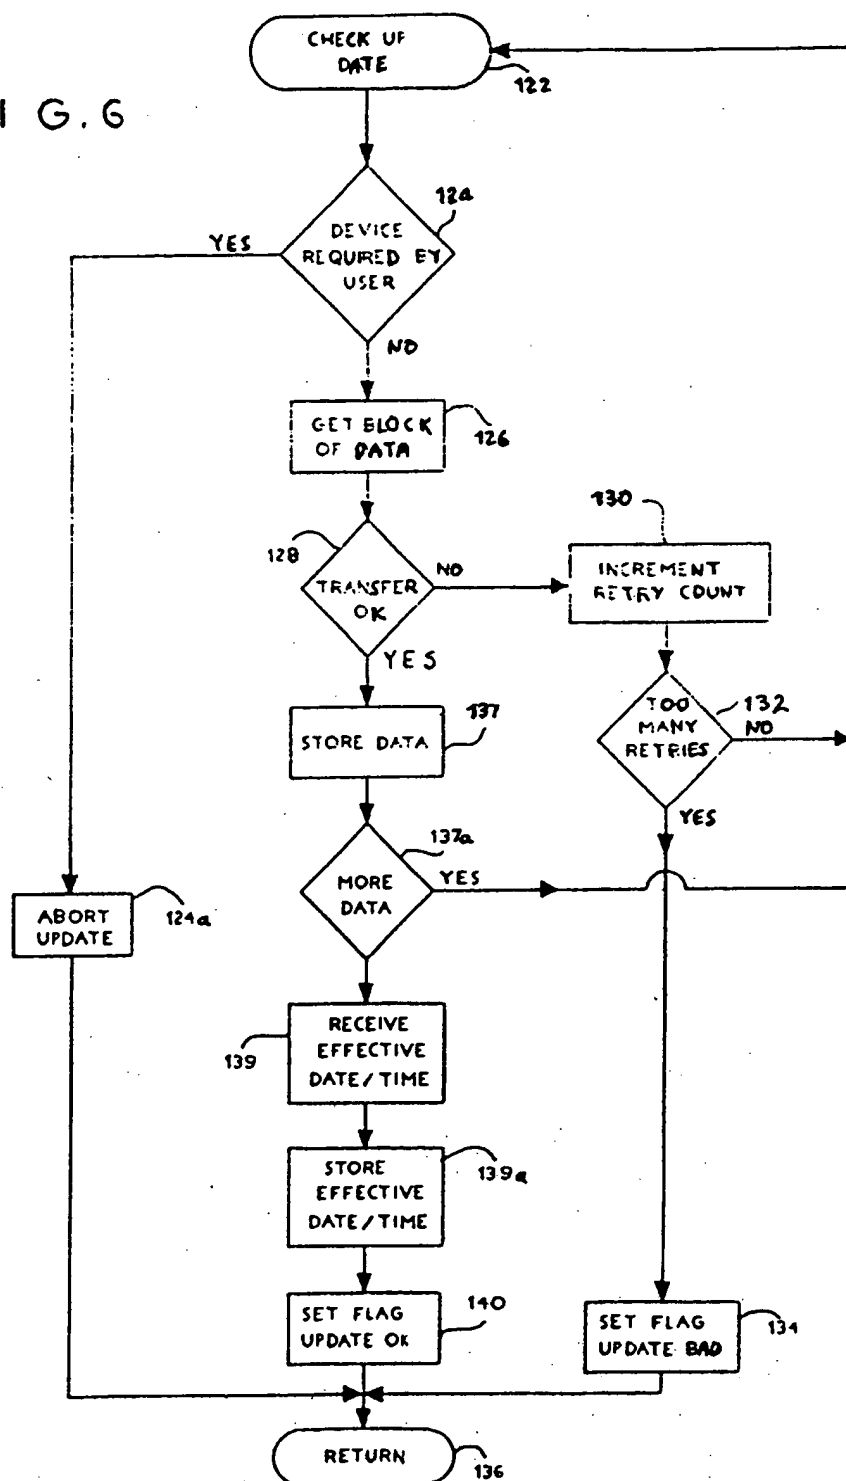 CHECK UP
DATE
122
I G. 6
124
DEVICE
REQUIRED BY
USER
YES
NO
GET BLOCK
OF DATA
126
130
128
TRANSFER
OK
NO
INCREMENT
RETRY COUNT
YES
137
STORE DATA
132
TOO
MANY
RETRIES
NO
YES
137a
MORE
DATA
YES
ABORT
UPDATE
124a
RECEIVE
EFFECTIVE
DATE/TIME
139
STORE
EFFECTIVE
DATE/TIME
139a
SET FLAG
UPDATE OK
140
SET FLAG
UPDATE BAD
134
RETURN
136